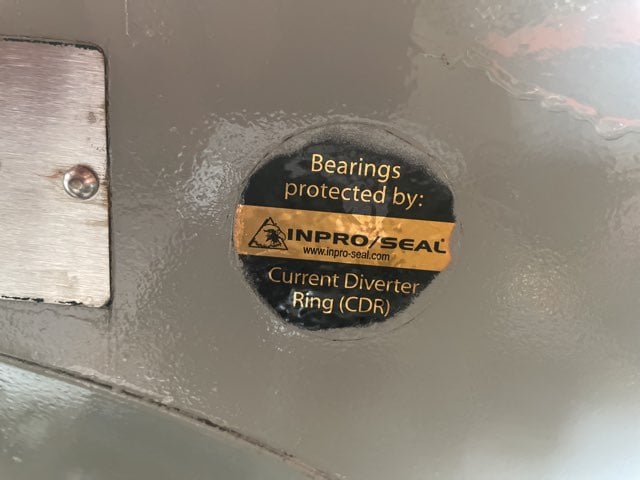 Bearings
protected by:
INPRO/SEAL®
www.inpro-seal.com
Current Diverter
Ring (CDR)